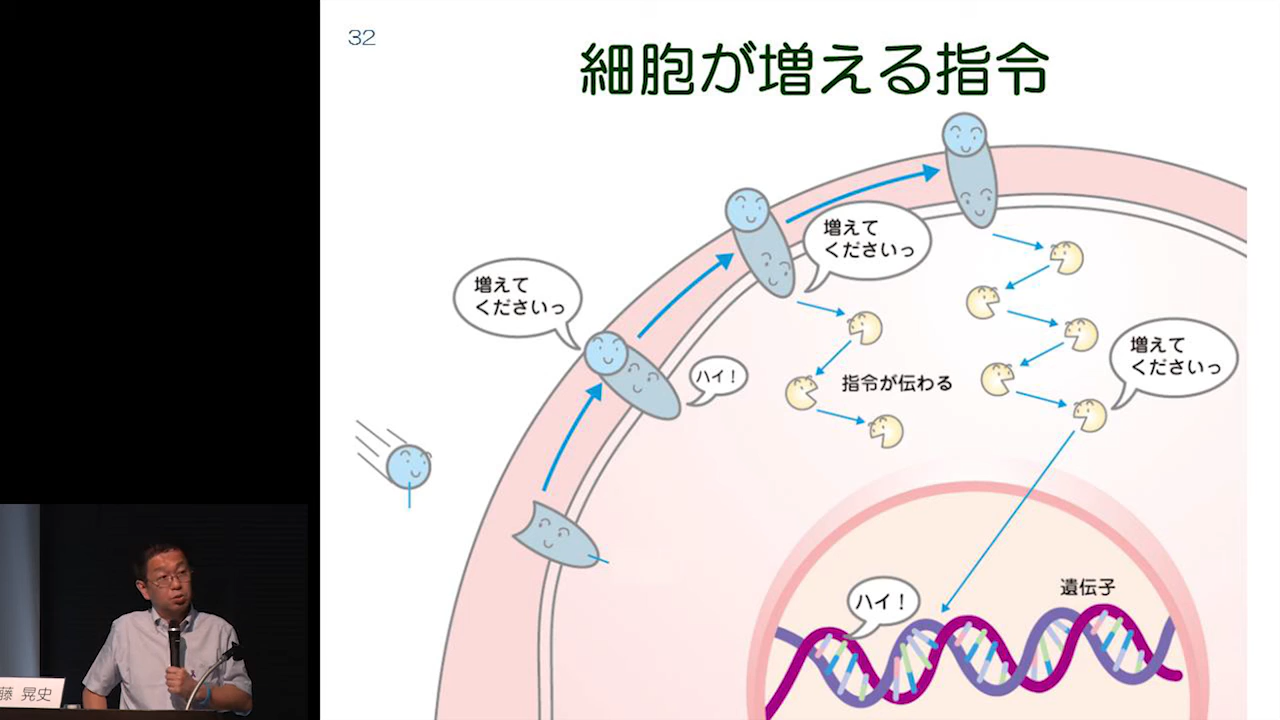 32
細胞が増える指令
増えて
くださいっ
増えて
くださいっ
ハイ！
増えて
くださいっ
指令が伝わる
遺伝子
ハイ！
藤 晃史